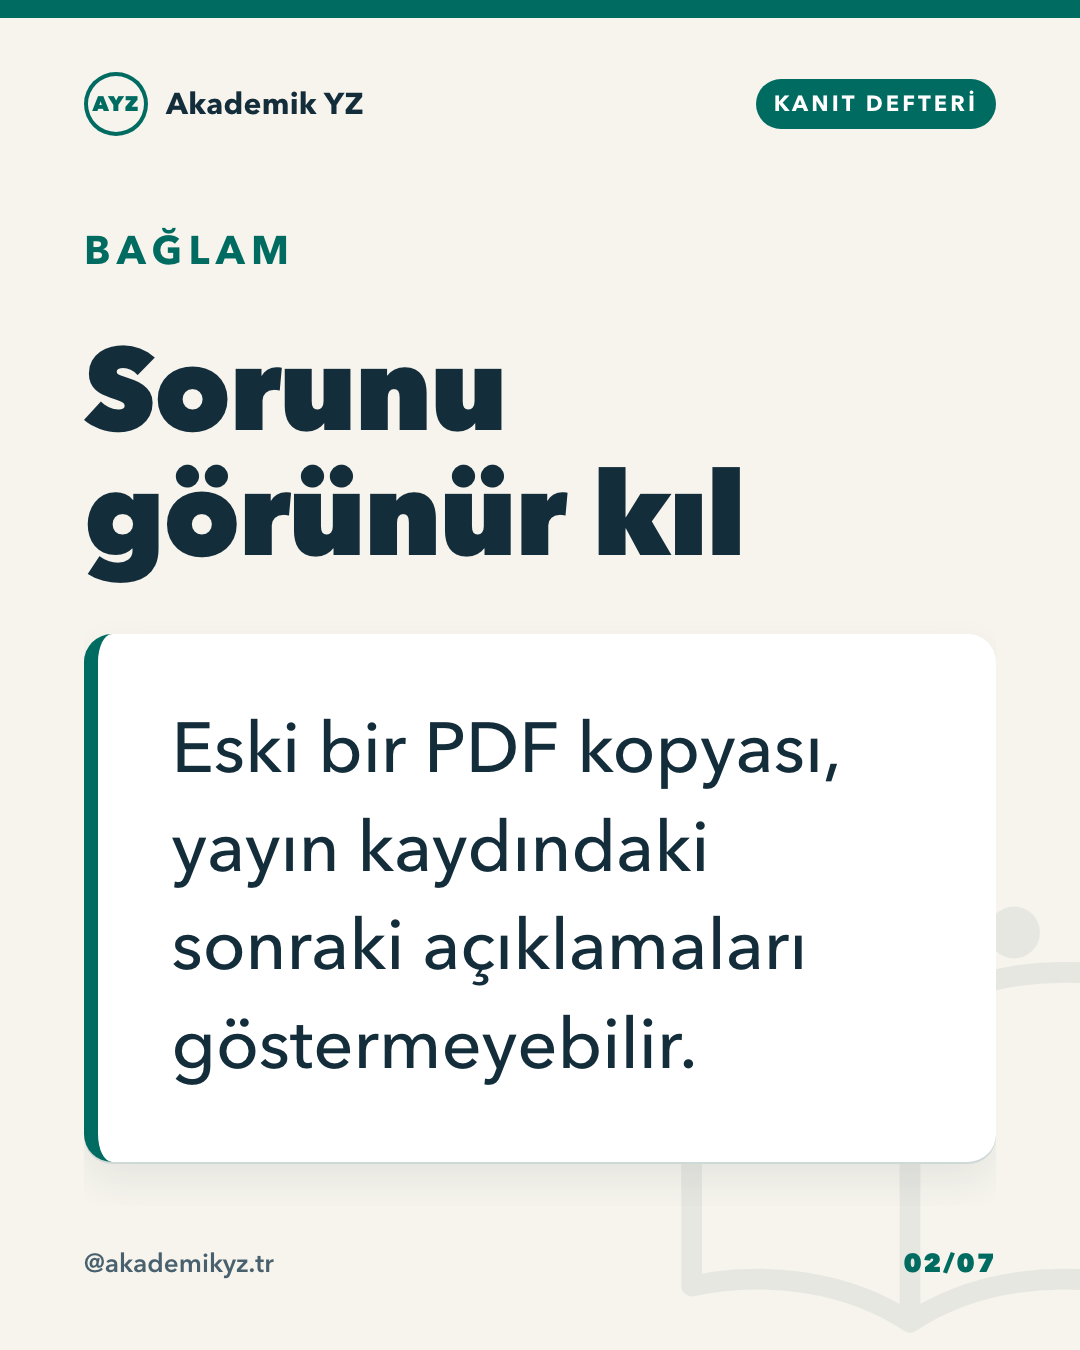 AYZ Akademik YZ
KANIT DEFTERİ
BAĞLAM
Sorunu
görünür kıl
Eski bir PDF kopyası,
yayın kaydındaki
sonraki açıklamaları
göstermeyebilir.
@akademikyz.tr
02/07